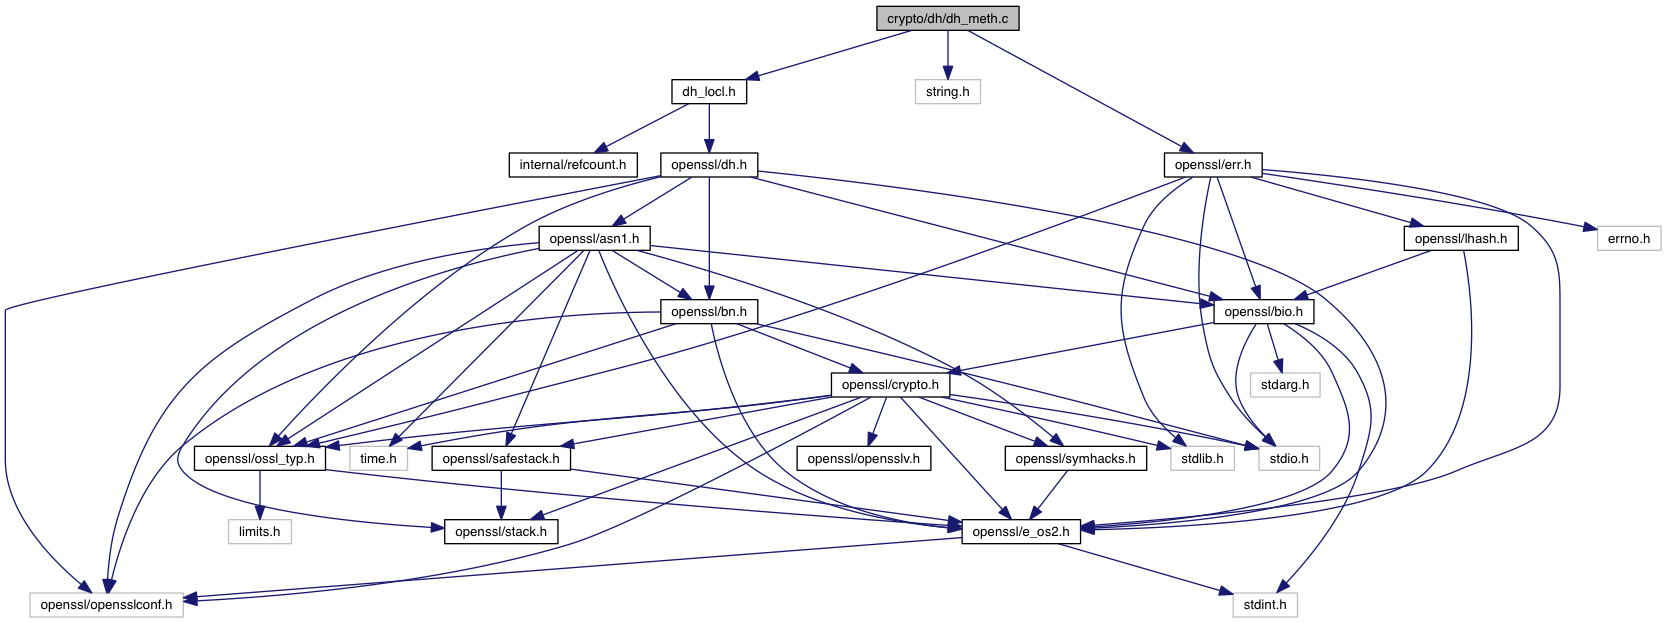 crypto/dh/dh_meth.c
dh_locl.h
string.h
internal/refcount.h
openssl/dh.h
openssl/err.h
openssl/asn1.h
openssl/lhash.h
errno.h
openssl/bn.h
openssl/bio.h
openssl/crypto.h
stdarg.h
openssl/ossl_typ.h
time.h
openssl/safestack.h
openssl/opensslv.h
openssl/symhacks.h
stdlib.h
stdio.h
limits.h
openssl/stack.h
openssl/e_os2.h
openssl/opensslconf.h
stdint.h